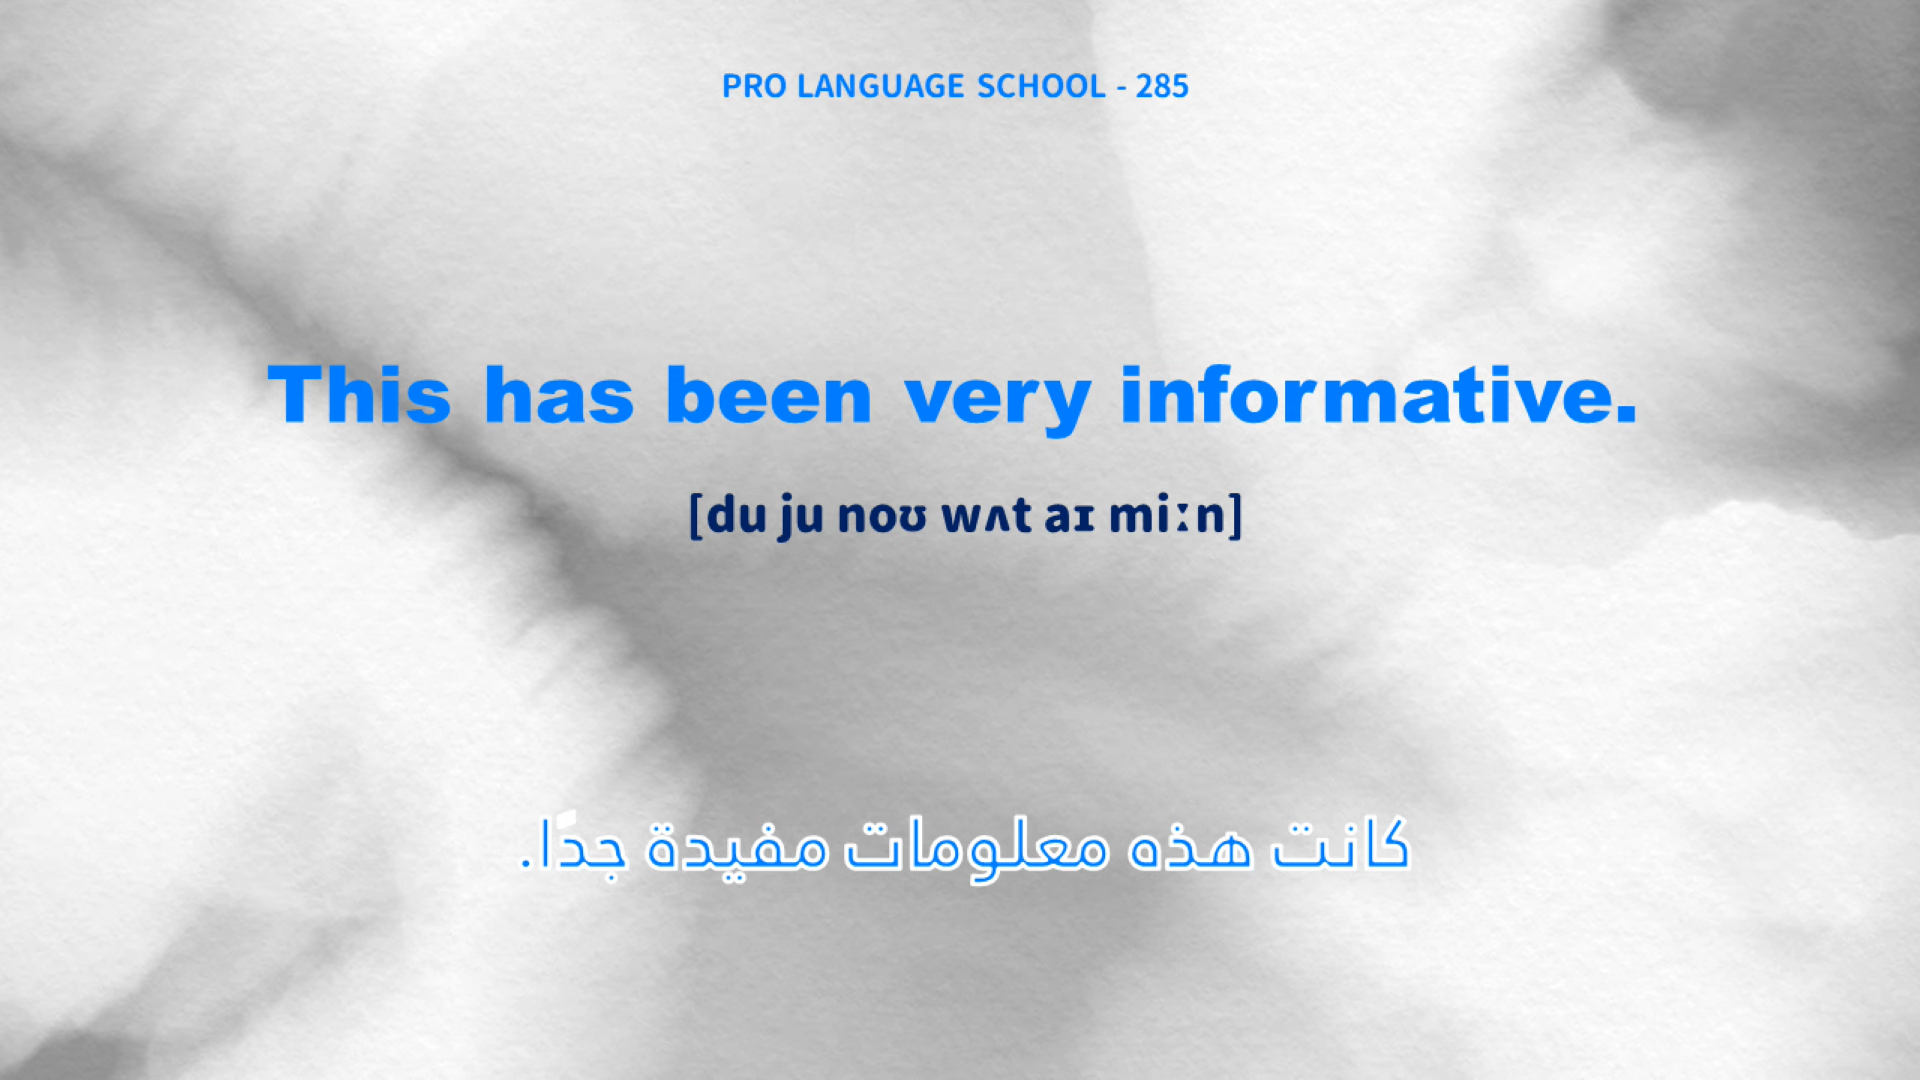 PRO LANGUAGE SCHOOL - 285
This has been very informative.
[du ju noʊ wʌt aɪ miːn]
كانت هذه معلومات مفيدة جدًا.